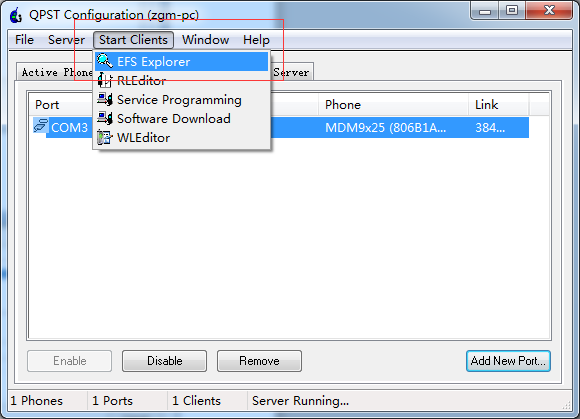 QPST Configuration (zgm-pc)
File Server Start Clients Window Help
EFS Explorer
RLEditor
Service Programming
Software Download
WLEditor
Active Phone Server
Port Phone Link
COM3 MDM9x25 (806B1A... 384...
Enable Disable Remove Add New Port...
1 Phones 1 Ports 1 Clients Server Running...